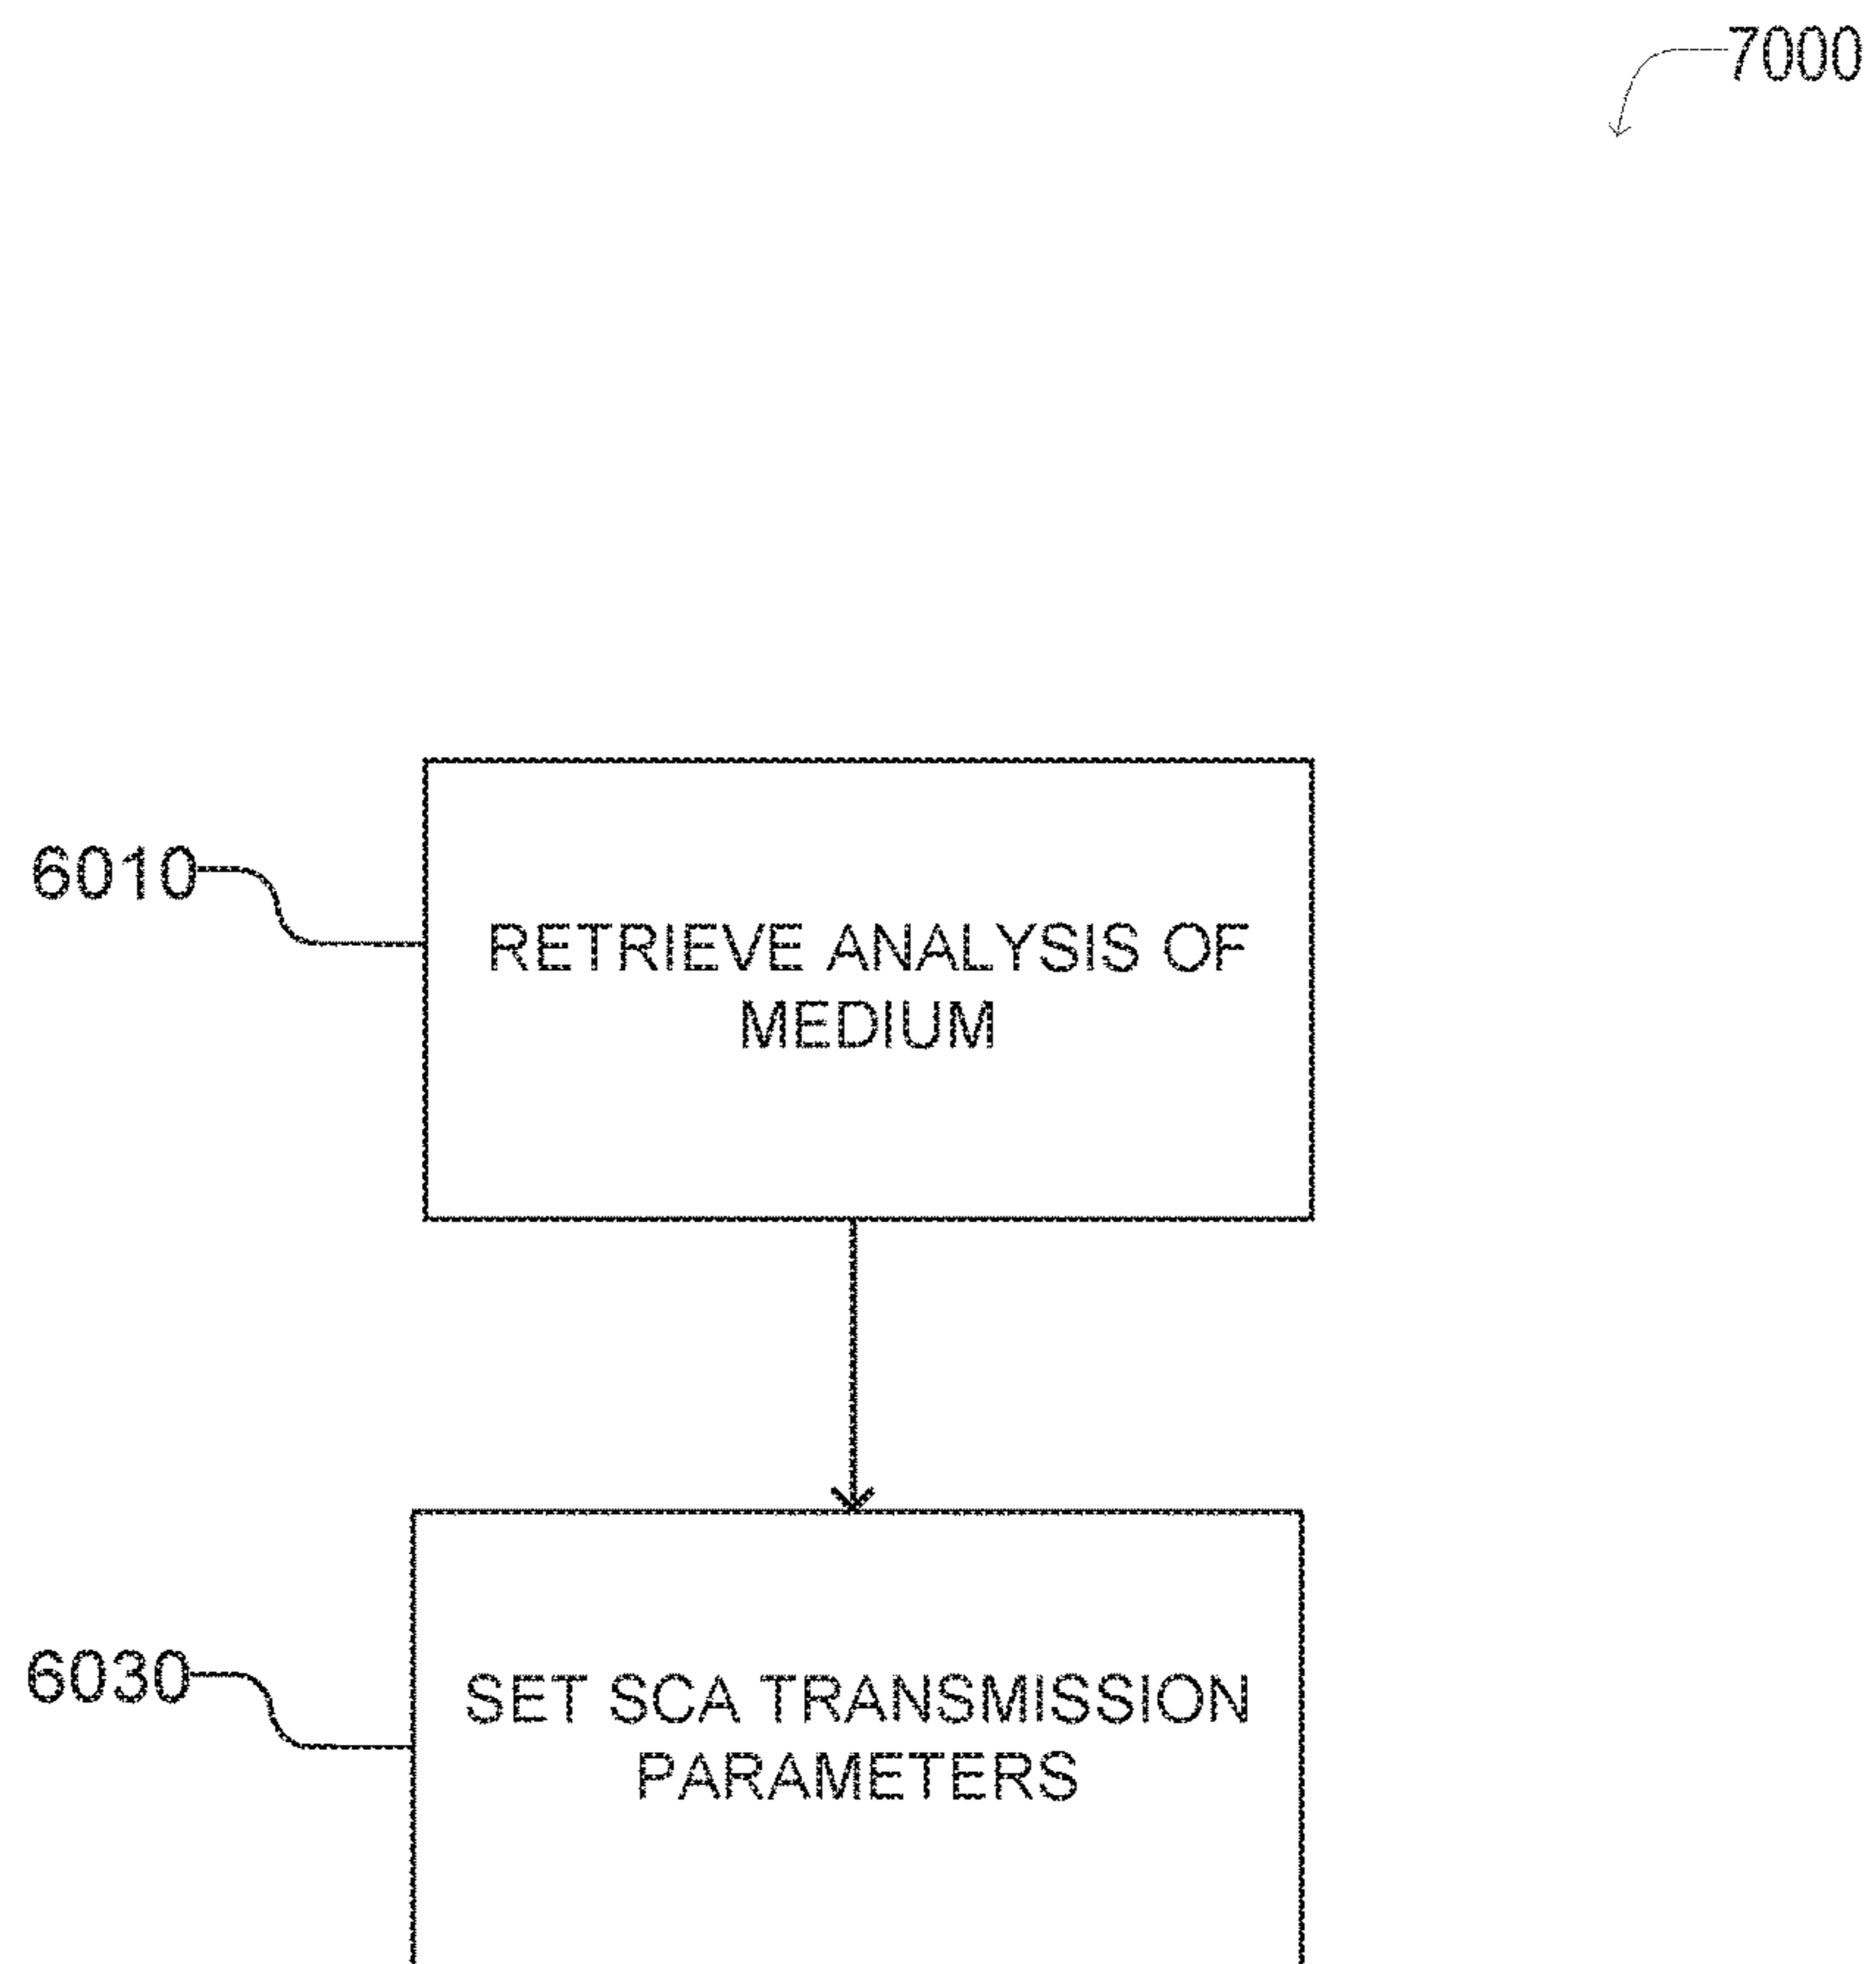 7000
6010
RETRIEVE ANALYSIS OF
MEDIUM
6030
SET SCA TRANSMISSION
PARAMETERS